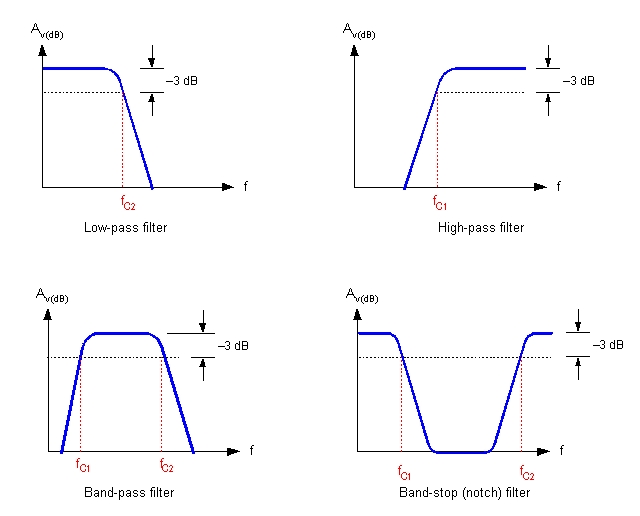 Av(dB)
–3 dB
f
fC2
Low-pass filter
Av(dB)
–3 dB
f
fC1
High-pass filter
Av(dB)
–3 dB
f
fC1
fC2
Band-pass filter
Av(dB)
–3 dB
f
fC1
fC2
Band-stop (notch) filter